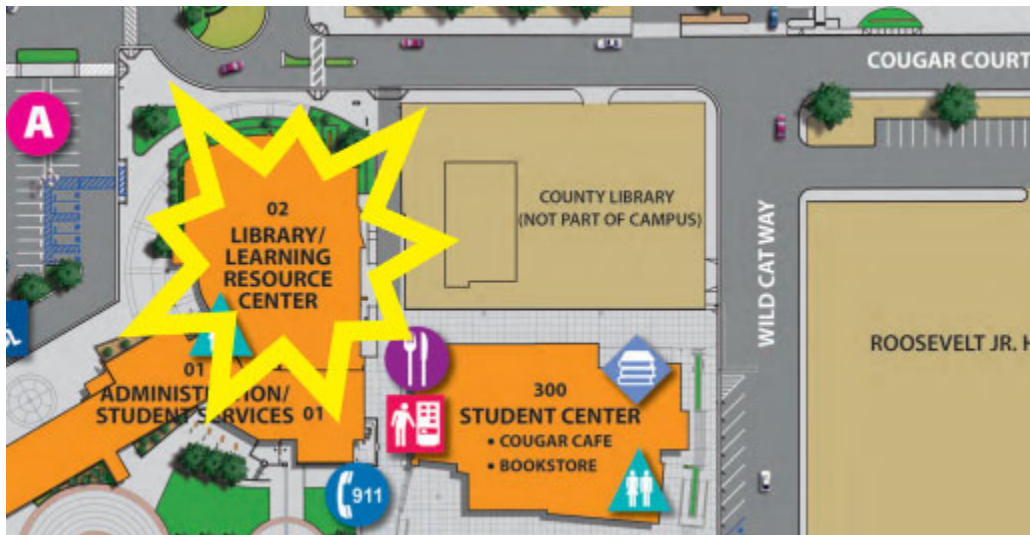 COUGAR COURT
A
COUNTY LIBRARY
(NOT PART OF CAMPUS)
02
LIBRARY/
LEARNING
RESOURCE
CENTER
WILD CAT WAY
ROOSEVELT JR. H
01
ADMINISTRATION/
STUDENT SERVICES 01
300
STUDENT CENTER
• COUGAR CAFE
• BOOKSTORE
911